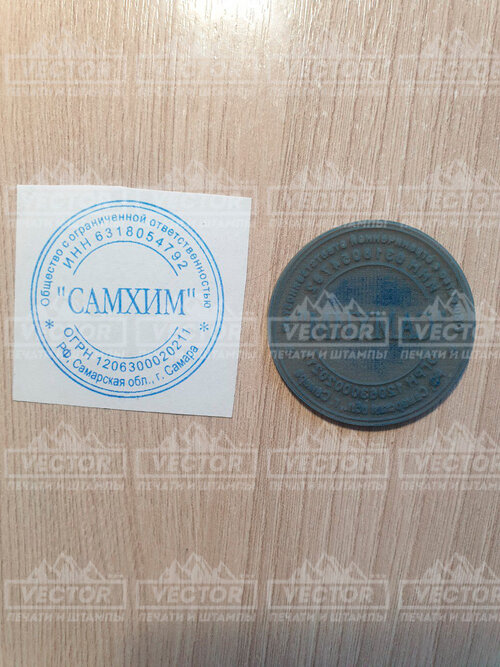 Общество с ограниченной ответственностью
ИНН 6318054792
"САМХИМ"
ОГРН 1206300020211
РФ, Самарская обл., г. Самара
VECTOR
ПЕЧАТИ И ШТАМПЫ